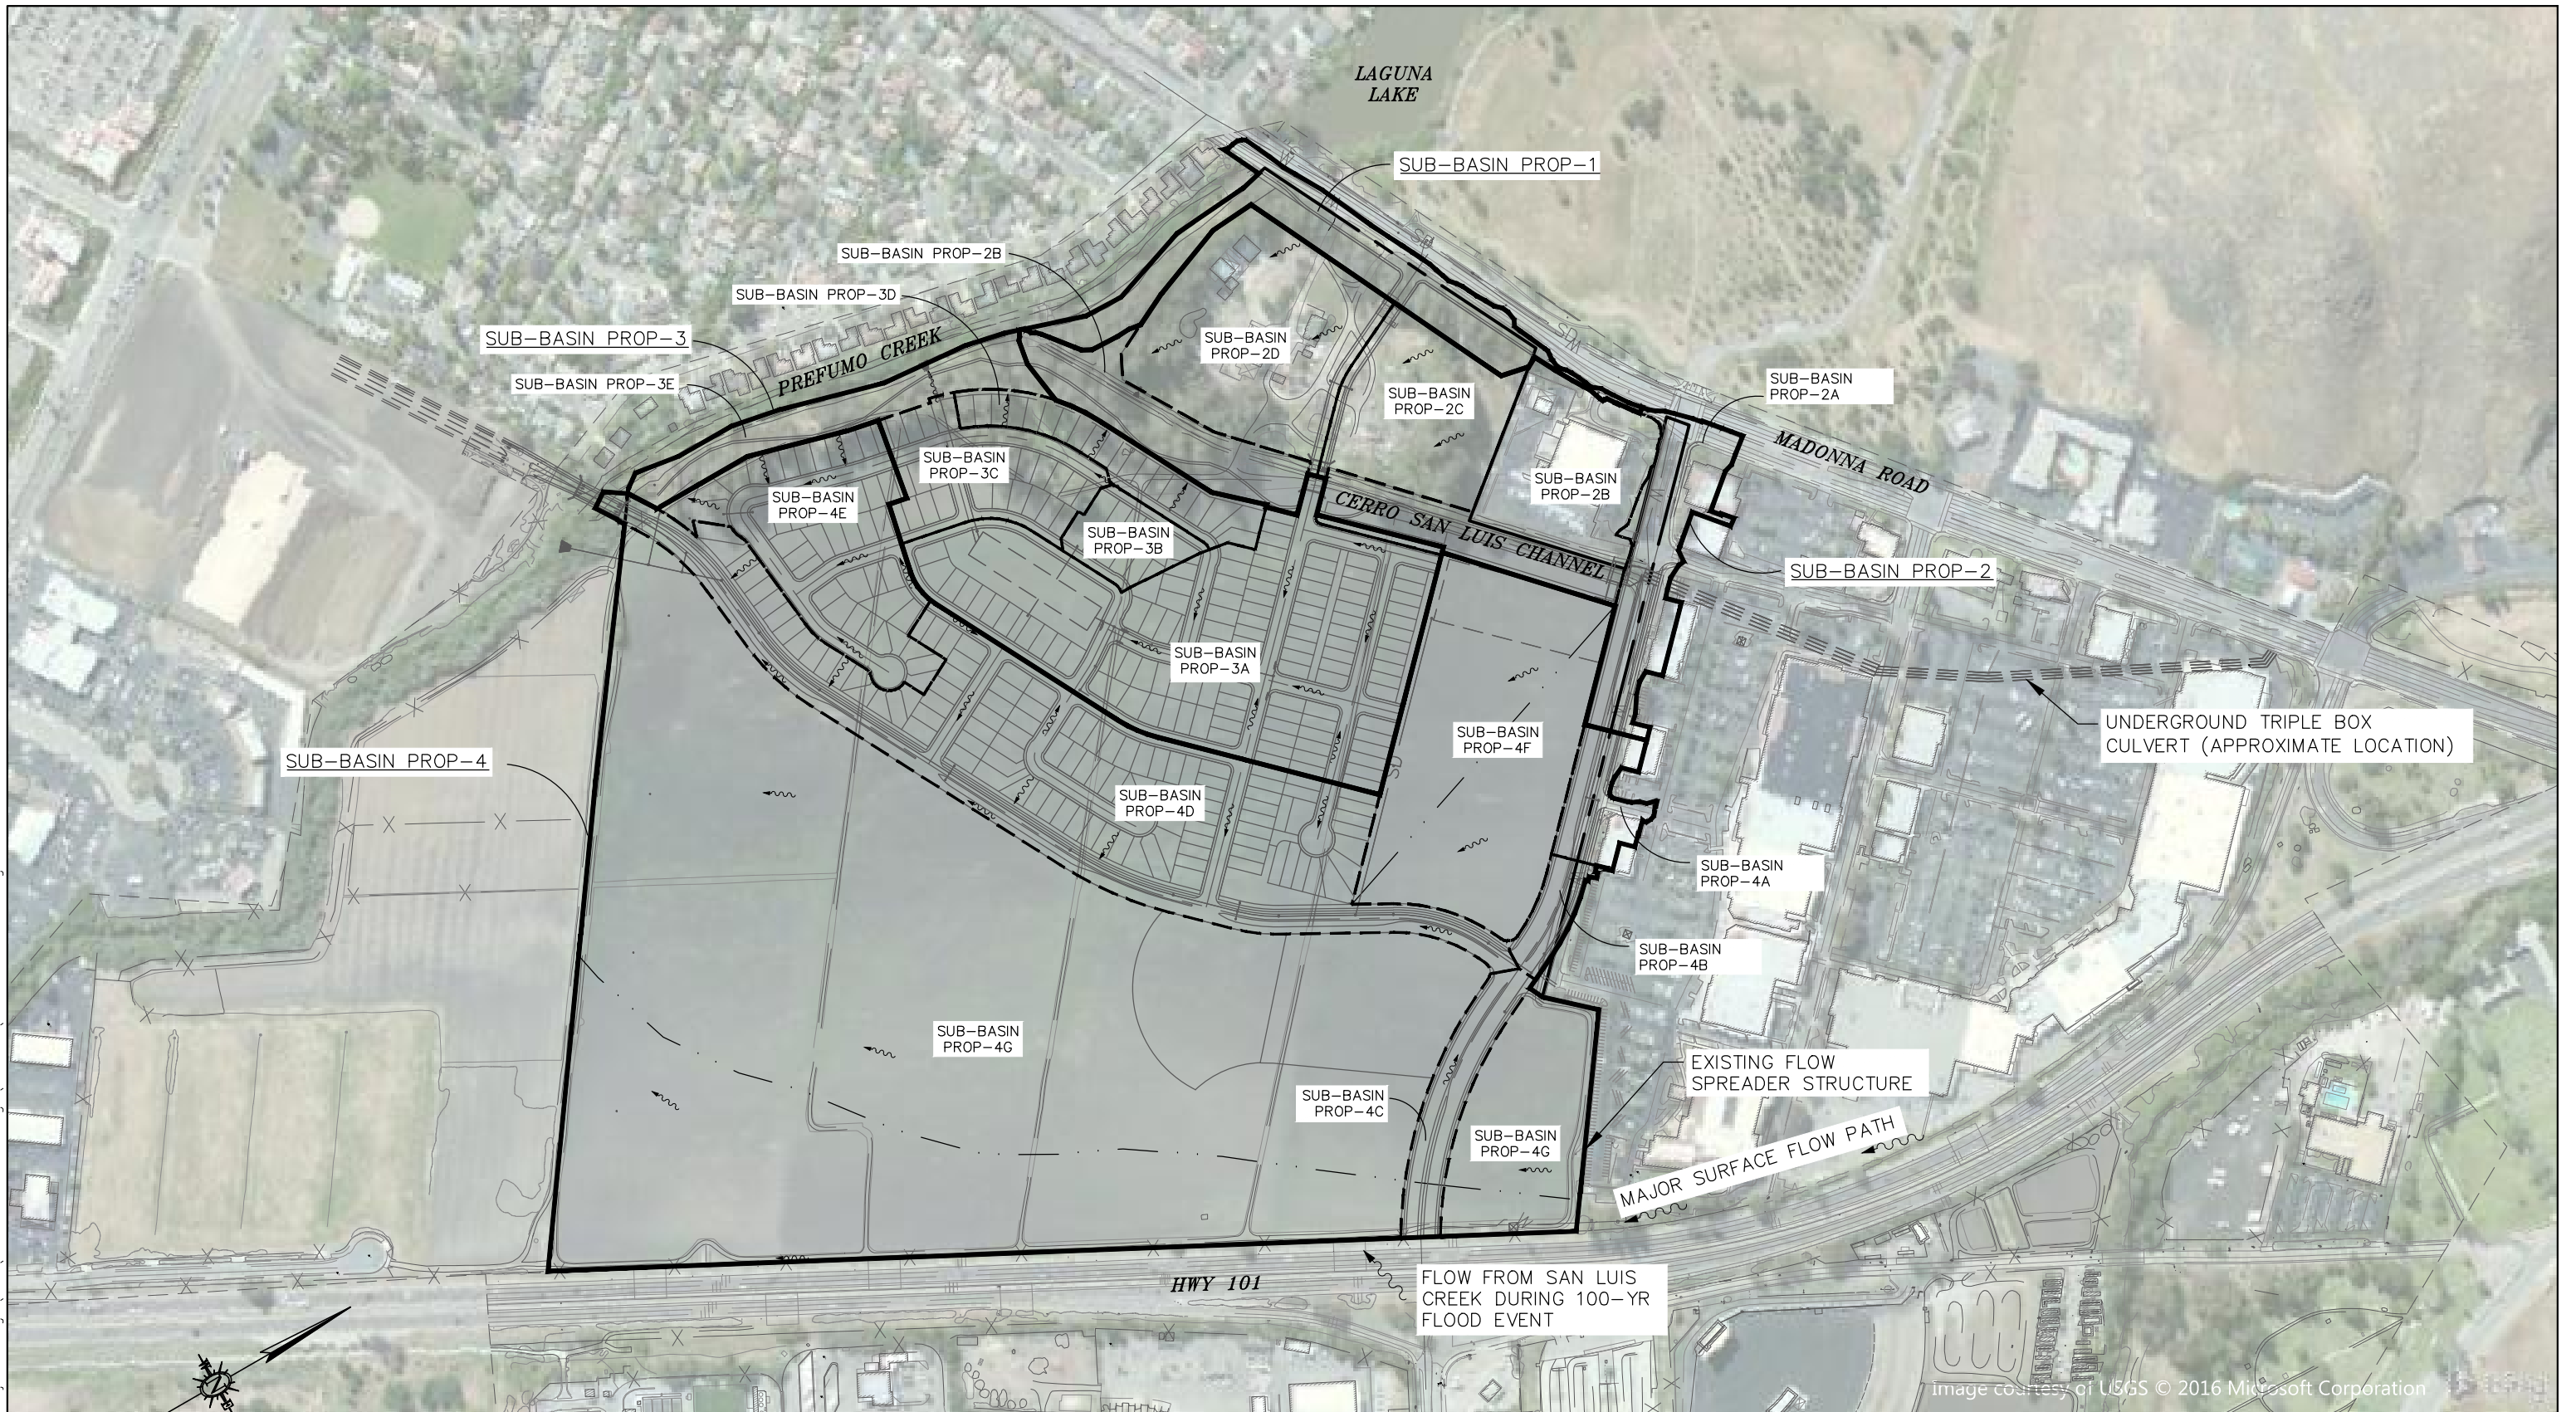 LAGUNA
LAKE
SUB-BASIN PROP-1
SUB-BASIN PROP-2B
SUB-BASIN PROP-3D
SUB-BASIN PROP-3
PREFUMO CREEK
SUB-BASIN
PROP-2D
SUB-BASIN PROP-3E
SUB-BASIN
PROP-2C
SUB-BASIN
PROP-2A
MADONNA ROAD
SUB-BASIN
PROP-3C
SUB-BASIN
PROP-2B
SUB-BASIN
PROP-4E
CERRO SAN LUIS CHANNEL
SUB-BASIN
PROP-3B
SUB-BASIN PROP-2
SUB-BASIN
PROP-3A
SUB-BASIN
PROP-4F
UNDERGROUND TRIPLE BOX
CULVERT (APPROXIMATE LOCATION)
SUB-BASIN PROP-4
SUB-BASIN
PROP-4D
SUB-BASIN
PROP-4A
SUB-BASIN
PROP-4B
SUB-BASIN
PROP-4G
EXISTING FLOW
SPREADER STRUCTURE
SUB-BASIN
PROP-4C
SUB-BASIN
PROP-4G
MAJOR SURFACE FLOW PATH
HWY 101
FLOW FROM SAN LUIS
CREEK DURING 100-YR
FLOOD EVENT
N
Image courtesy of USGS © 2016 Microsoft Corporation